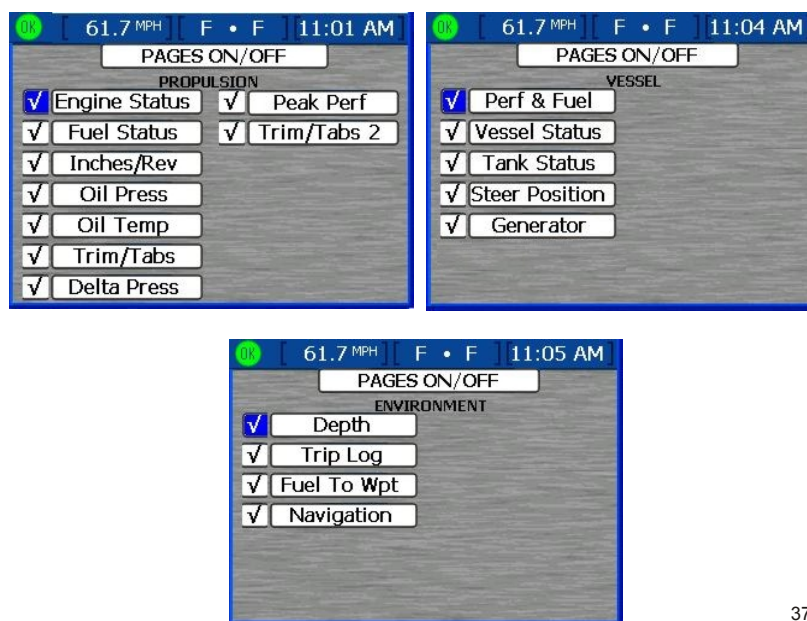 OK [ 61.7 MPH ][ F • F ][11:01 AM]
PAGES ON/OFF
PROPULSION
√ Engine Status √ Peak Perf
√ Fuel Status √ Trim/Tabs 2
√ Inches/Rev
√ Oil Press
√ Oil Temp
√ Trim/Tabs
√ Delta Press
OK [ 61.7 MPH ][ F • F ][11:04 AM
PAGES ON/OFF
VESSEL
√ Perf & Fuel
√ Vessel Status
√ Tank Status
√ Steer Position
√ Generator
OK [ 61.7 MPH ][ F • F ][11:05 AM]
PAGES ON/OFF
ENVIRONMENT
√ Depth
√ Trip Log
√ Fuel To Wpt
√ Navigation
37